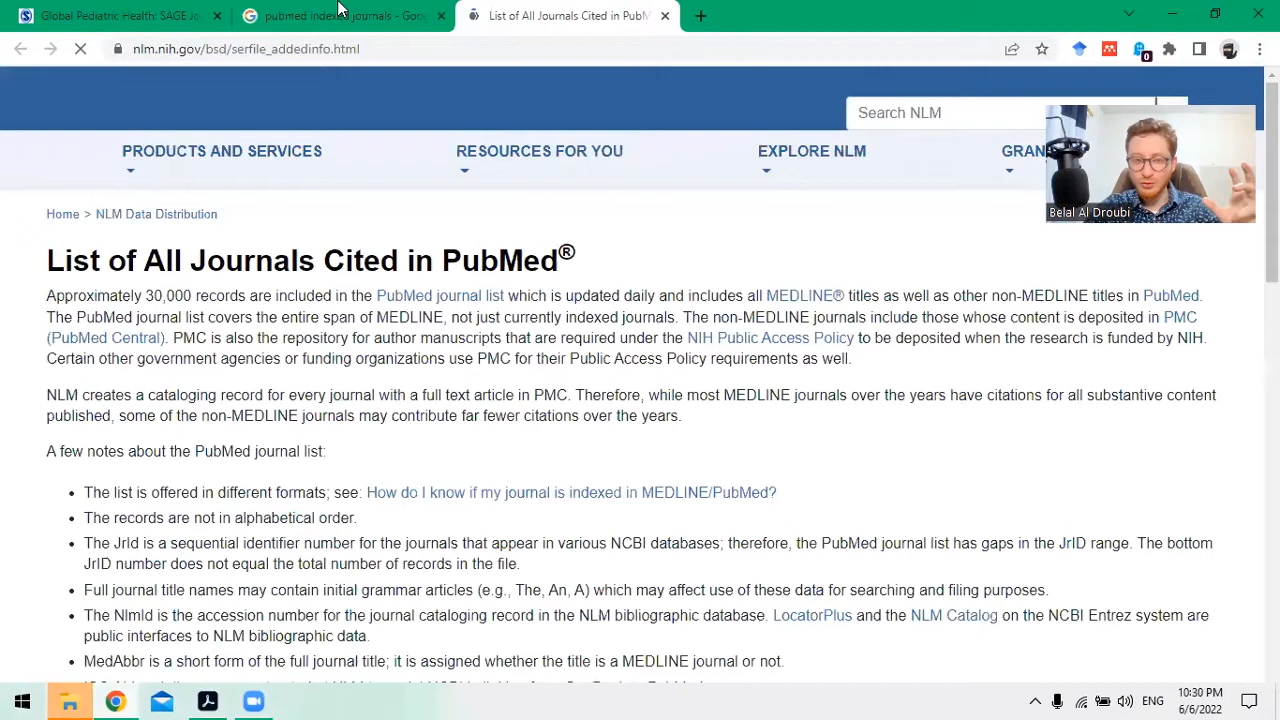 Global Pediatric Health: SAGE Jo
pubmed indexed journals - Goo
List of All Journals Cited in PubM
nlm.nih.gov/bsd/serfile_addedinfo.html
0
Search NLM
PRODUCTS AND SERVICES
RESOURCES FOR YOU
EXPLORE NLM
GRAN
Belal Al Droubi
Home > NLM Data Distribution
List of All Journals Cited in PubMed®
Approximately 30,000 records are included in the PubMed journal list which is updated daily and includes all MEDLINE® titles as well as other non-MEDLINE titles in PubMed.
The PubMed journal list covers the entire span of MEDLINE, not just currently indexed journals. The non-MEDLINE journals include those whose content is deposited in PMC
(PubMed Central). PMC is also the repository for author manuscripts that are required under the NIH Public Access Policy to be deposited when the research is funded by NIH.
Certain other government agencies or funding organizations use PMC for their Public Access Policy requirements as well.
NLM creates a cataloging record for every journal with a full text article in PMC. Therefore, while most MEDLINE journals over the years have citations for all substantive content
published, some of the non-MEDLINE journals may contribute far fewer citations over the years.
A few notes about the PubMed journal list:
• The list is offered in different formats; see: How do I know if my journal is indexed in MEDLINE/PubMed?
• The records are not in alphabetical order.
• The JrId is a sequential identifier number for the journals that appear in various NCBI databases; therefore, the PubMed journal list has gaps in the JrID range. The bottom
JrID number does not equal the total number of records in the file.
• Full journal title names may contain initial grammar articles (e.g., The, An, A) which may affect use of these data for searching and filing purposes.
• The NlmId is the accession number for the journal cataloging record in the NLM bibliographic database. LocatorPlus and the NLM Catalog on the NCBI Entrez system are
public interfaces to NLM bibliographic data.
• MedAbbr is a short form of the full journal title; it is assigned whether the title is a MEDLINE journal or not.
ENG
10:30 PM
6/6/2022